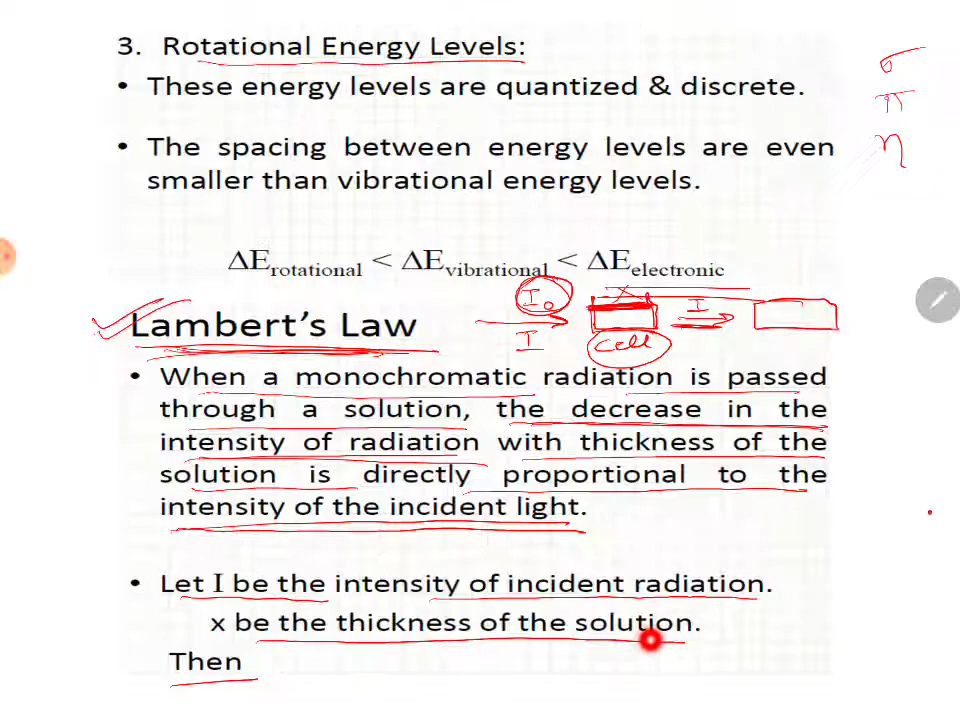 3. Rotational Energy Levels:
• These energy levels are quantized & discrete.
• The spacing between energy levels are even
smaller than vibrational energy levels.
σ
π
η
ΔErotational < ΔEvibrational < ΔEelectronic
I₀ x I
I
Cell
Lambert's Law
• When a monochromatic radiation is passed
through a solution, the decrease in the
intensity of radiation with thickness of the
solution is directly proportional to the
intensity of the incident light.
• Let I be the intensity of incident radiation.
x be the thickness of the solution.
Then